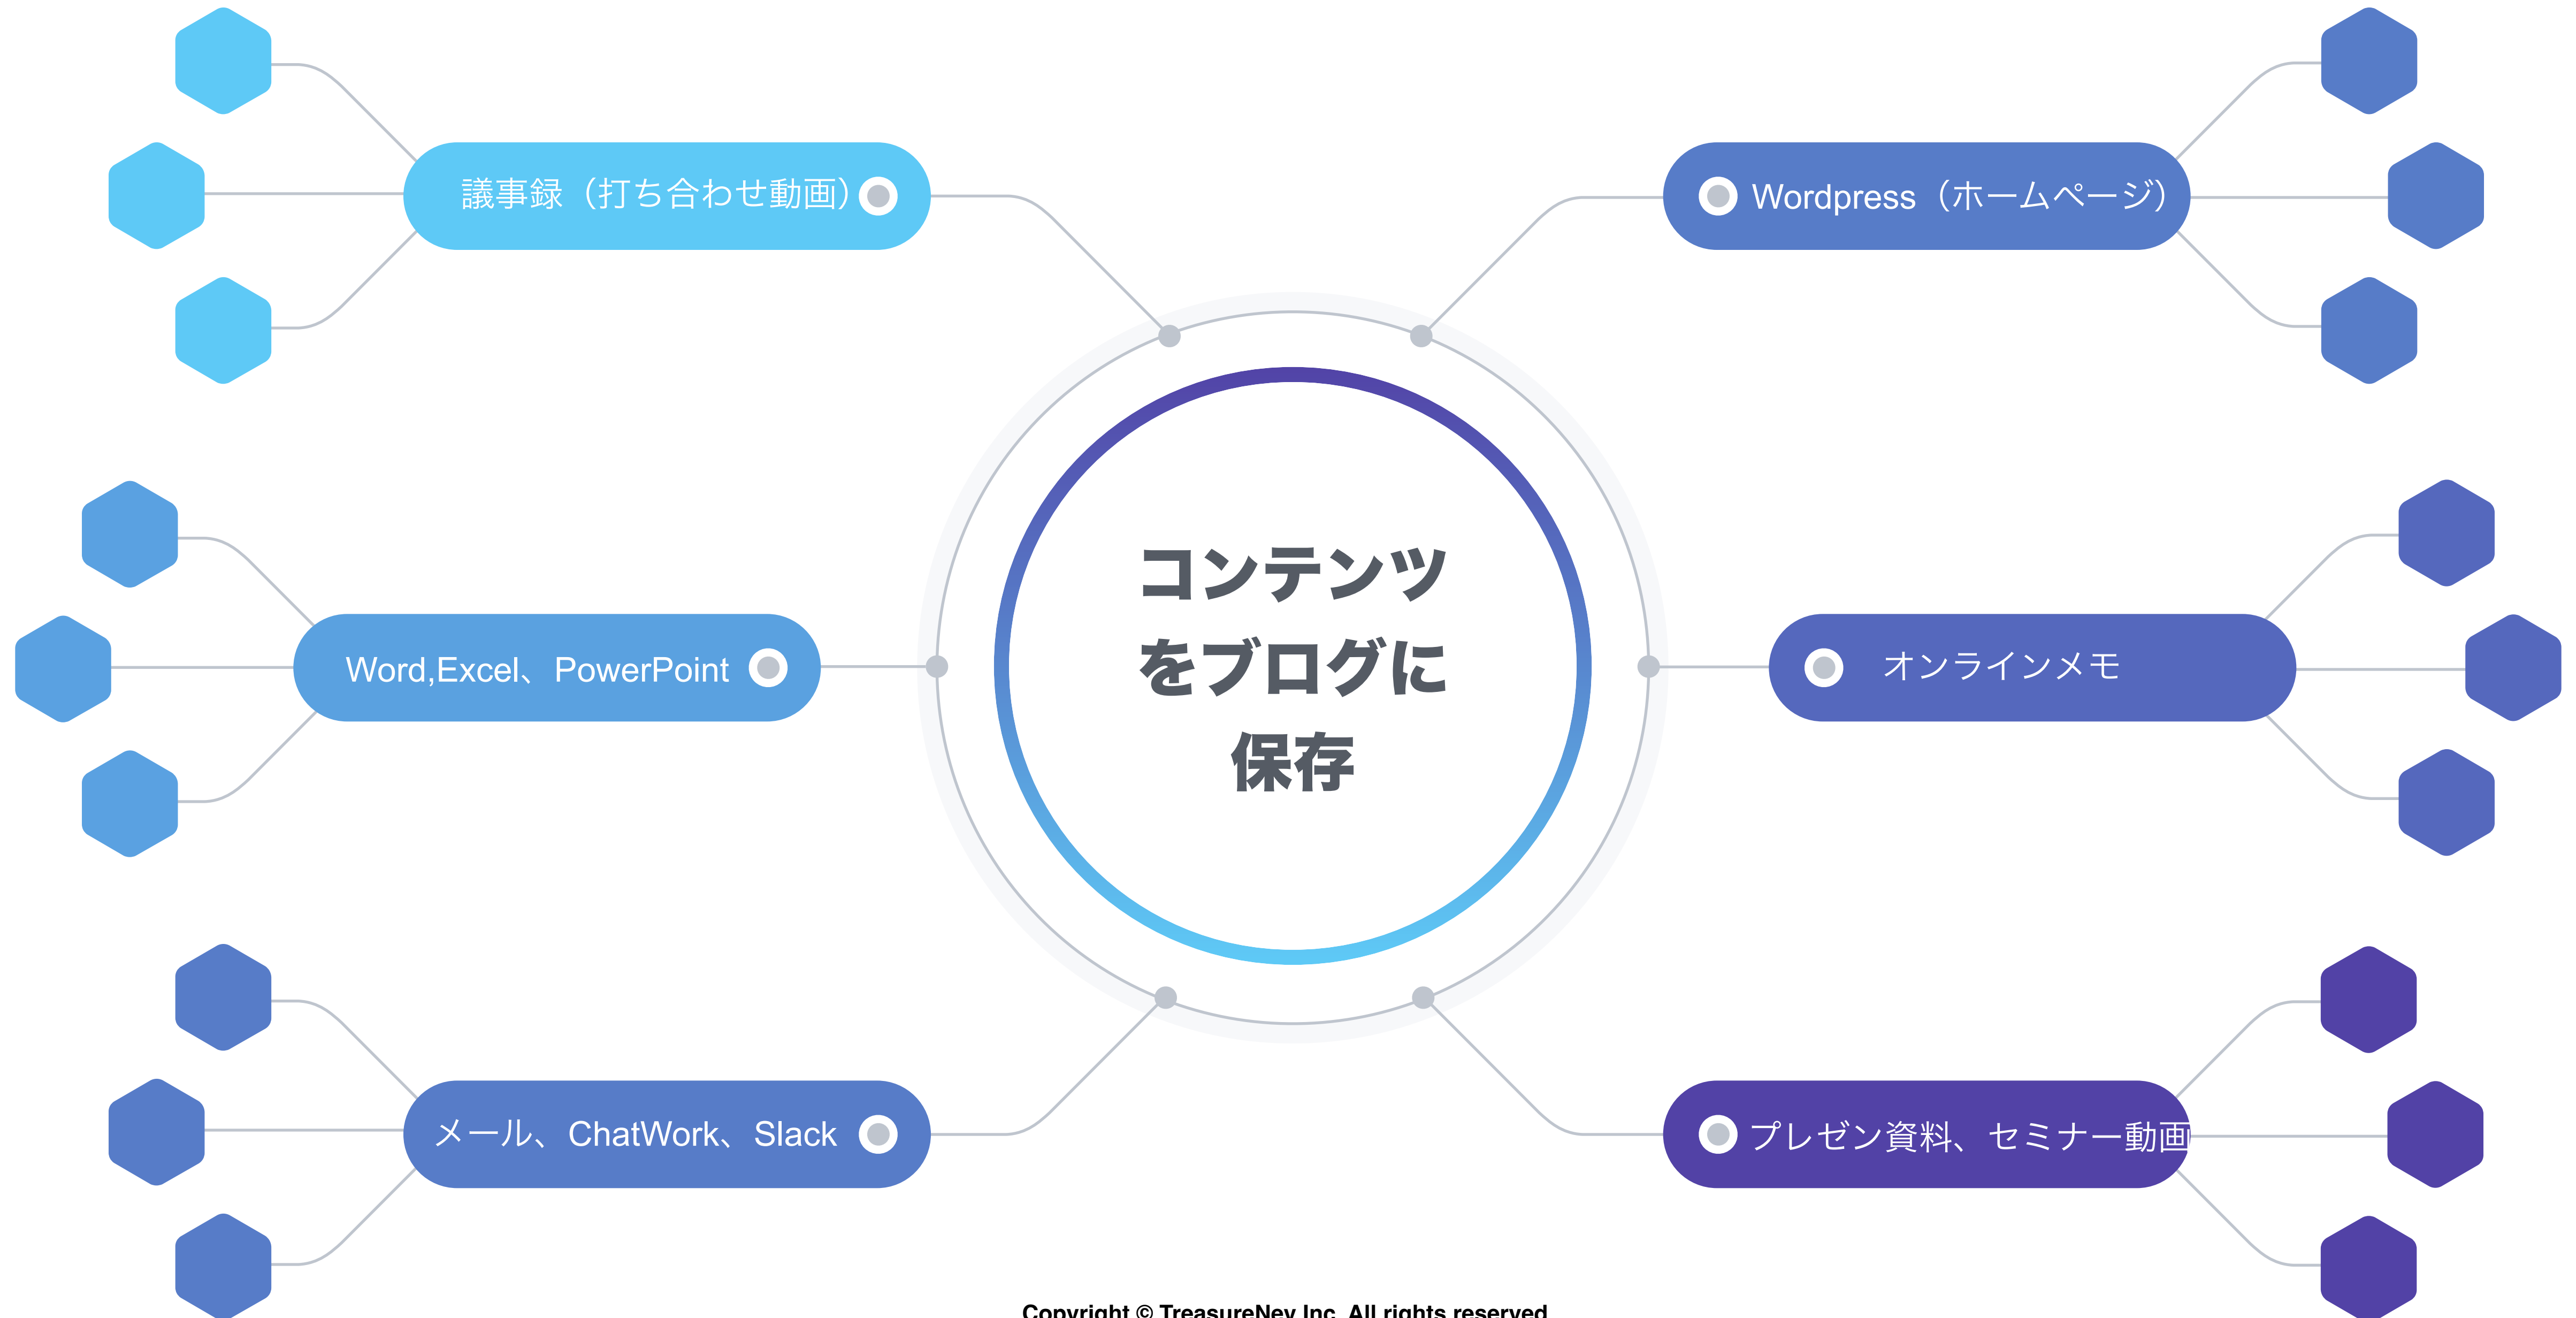 議事録（打ち合わせ動画）
Wordpress（ホームページ）
コンテンツ
をブログに
保存
Word,Excel、PowerPoint
オンラインメモ
メール、ChatWork、Slack
プレゼン資料、セミナー動画
Copyright © TreasureNev Inc. All rights reserved